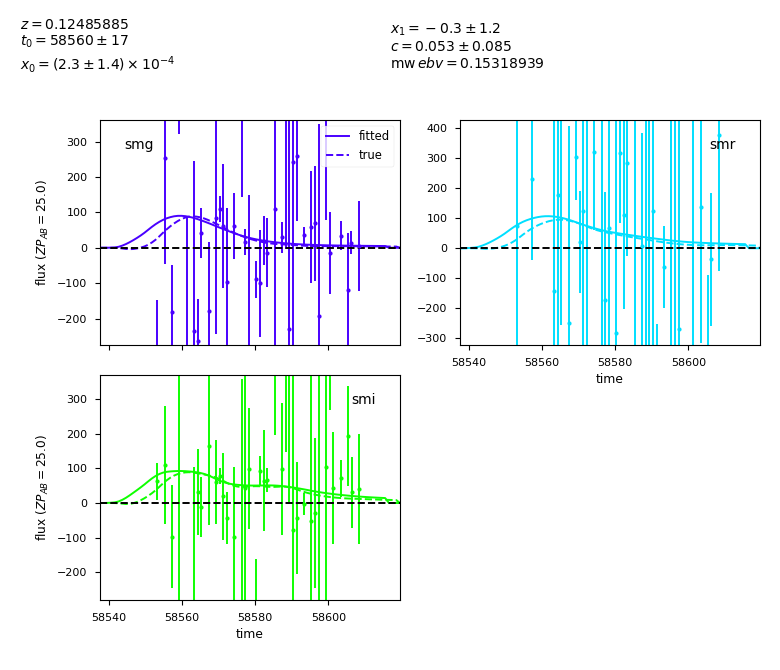 z = 0.12485885
t₀ = 58560 ± 17
x₀ = (2.3 ± 1.4) × 10⁻⁴
x₁ = −0.3 ± 1.2
c = 0.053 ± 0.085
mw ebv = 0.15318939
smg
fitted
true
300
200
100
0
−100
−200
flux (ZP_AB = 25.0)
smr
400
300
200
100
0
−100
−200
−300
58540 58560 58580 58600
time
smi
300
200
100
0
−100
−200
flux (ZP_AB = 25.0)
58540 58560 58580 58600
time